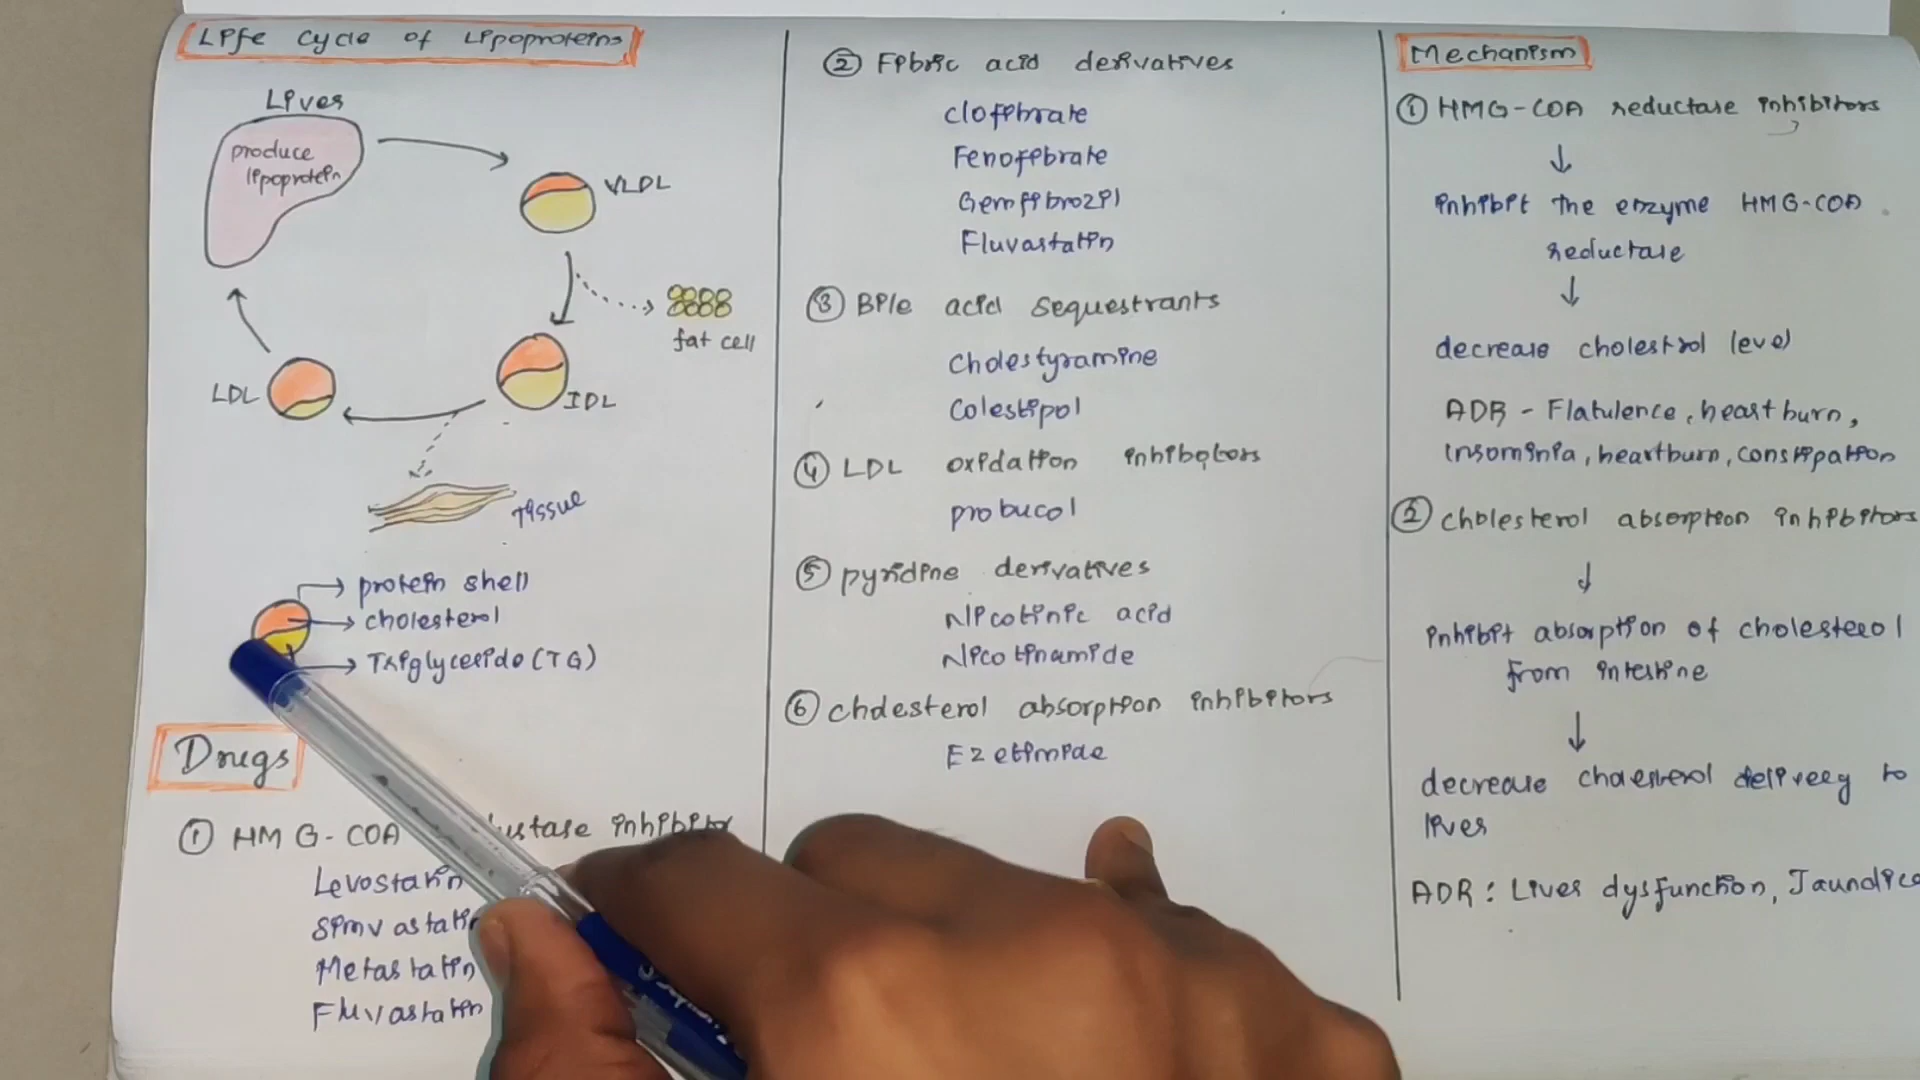 Life cycle of Lipoproteins
Liver
produce
lipoprotein
VLDL
fat cell
IDL
LDL
Tissue
protein shell
cholesterol
Triglyceride (TG)
Drugs
① HMG-COA inhibitor
Levostatin
Simvastatin
Metastatin
Fluvastatin
② Fibric acid derivatives
Clofibrate
Fenofibrate
Gemfibrozil
Fluvastatin
③ Bile acid sequestrants
Cholestyramine
Colestipol
④ LDL oxidation inhibitors
probucol
⑤ pyridine derivatives
Nicotinic acid
Nicotinamide
⑥ cholesterol absorption inhibitors
Ezetimide
Mechanism
① HMG-COA reductase inhibitors
↓
inhibit the enzyme HMG-COA
reductase
↓
decrease cholestrol level
ADR - Flatulence, heartburn,
insominia, heartburn, constipation
② cholesterol absorption inhibitors
↓
inhibit absorption of cholesterol
from intestine
↓
decrease cholesterol delivery to
liver
ADR : Liver dysfunction, Jaundice